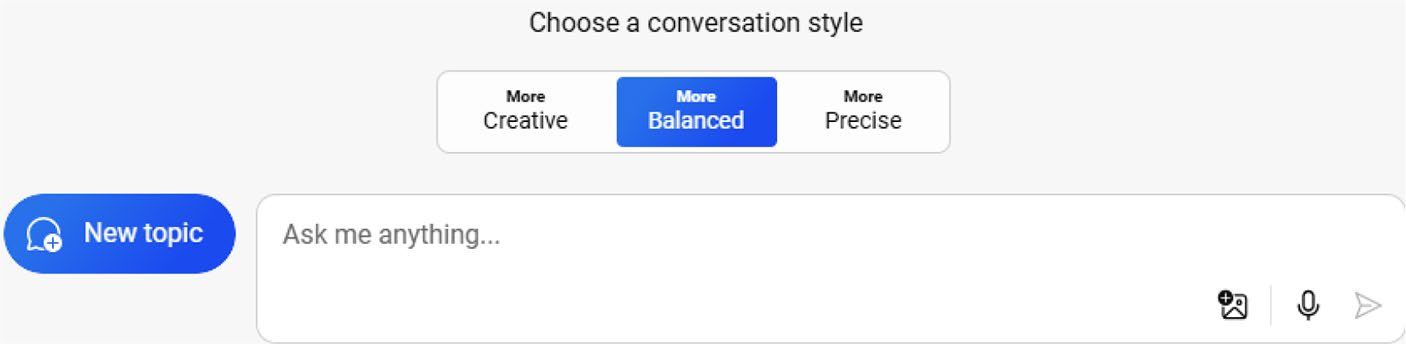 Choose a conversation style
More
Creative
More
Balanced
More
Precise
New topic
Ask me anything...